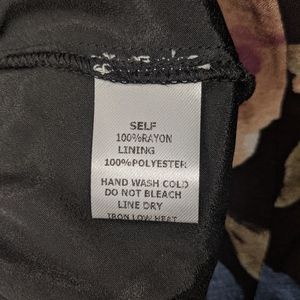 SELF
100%RAYON
LINING
100%POLYESTER
HAND WASH COLD
DO NOT BLEACH
LINE DRY
IRON LOW HEAT